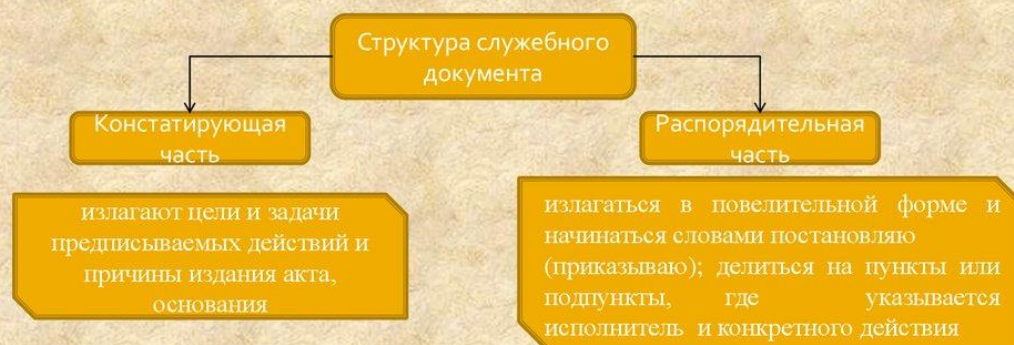 Структура служебного
документа
Констатирующая
часть
Распорядительная
часть
излагают цели и задачи
предписываемых действий и
причины издания акта,
основания
излагаться в повелительной форме и
начинаться словами постановляю
(приказываю); делиться на пункты или
подпункты, где указывается
исполнитель и конкретного действия